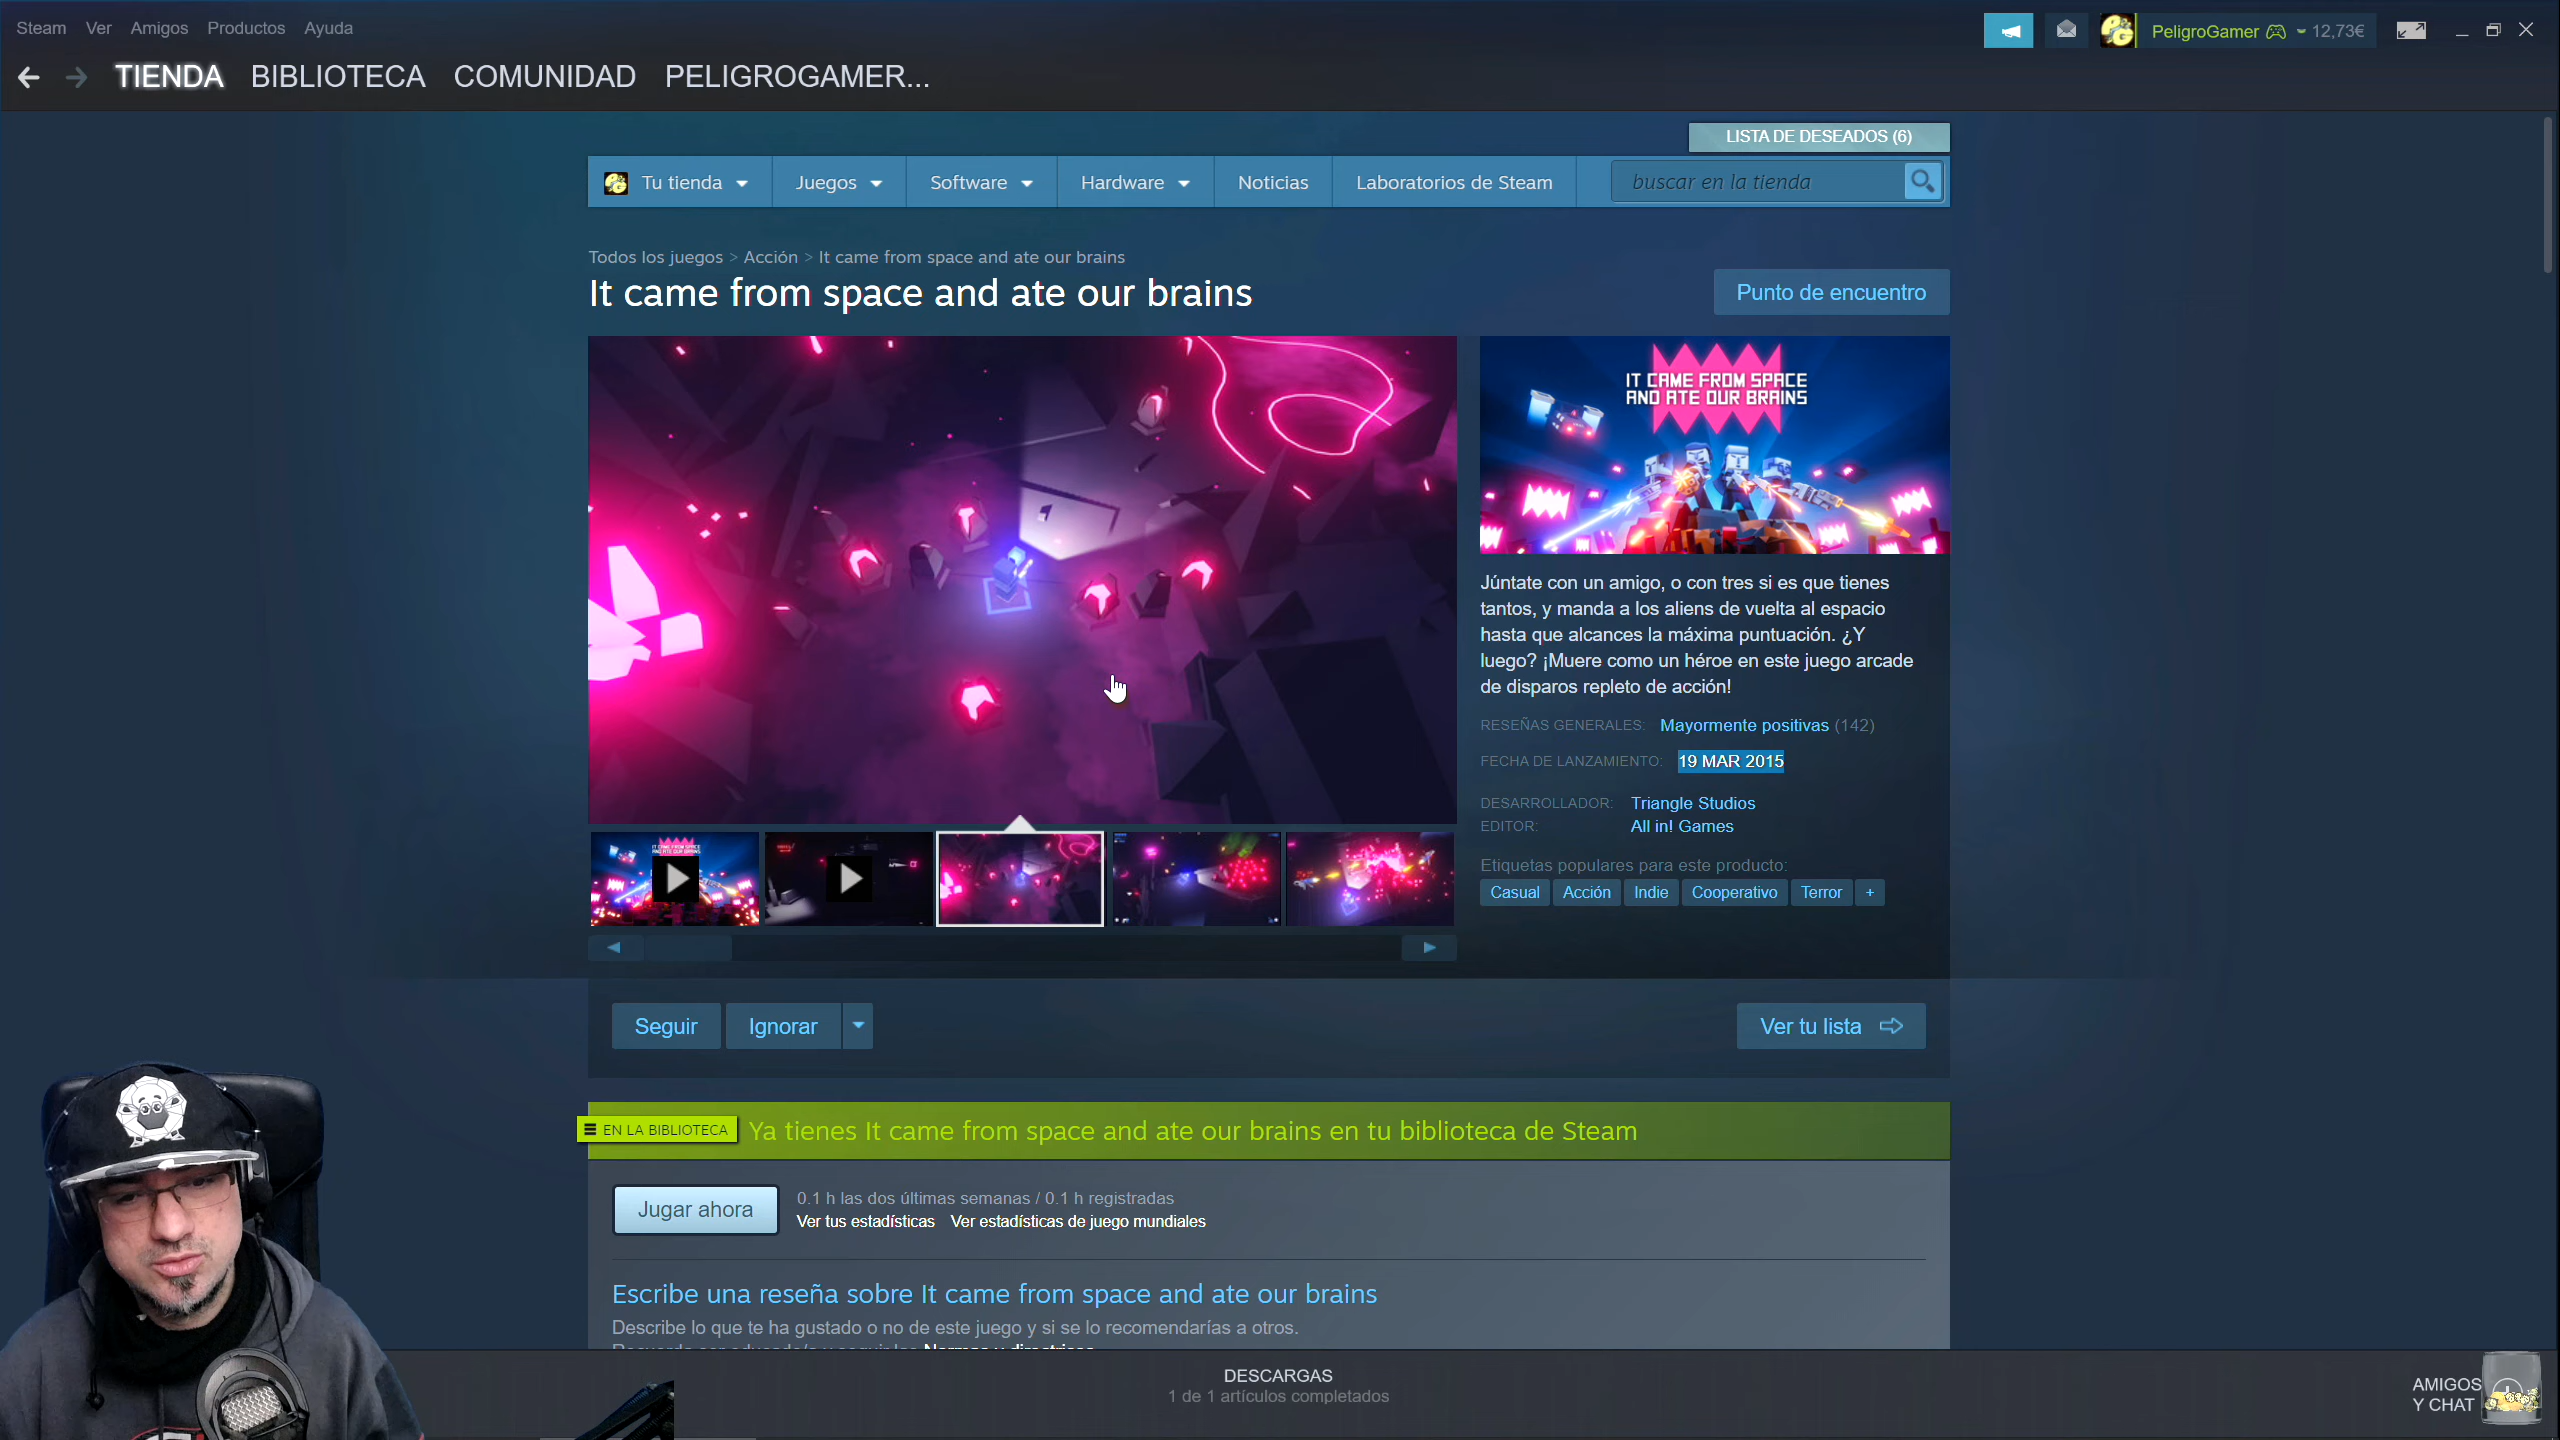 Steam Ver Amigos Productos Ayuda
PeligroGamer 12,73€
TIENDA BIBLIOTECA COMUNIDAD PELIGROGAMER...
LISTA DE DESEADOS (6)
Tu tienda Juegos Software Hardware Noticias Laboratorios de Steam buscar en la tienda
Todos los juegos > Acción > It came from space and ate our brains
It came from space and ate our brains
Punto de encuentro
IT CAME FROM SPACE
AND ATE OUR BRAINS
Júntate con un amigo, o con tres si es que tienes
tantos, y manda a los aliens de vuelta al espacio
hasta que alcances la máxima puntuación. ¿Y
luego? ¡Muere como un héroe en este juego arcade
de disparos repleto de acción!
RESEÑAS GENERALES: Mayormente positivas (142)
FECHA DE LANZAMIENTO: 19 MAR 2015
DESARROLLADOR: Triangle Studios
EDITOR: All in! Games
Etiquetas populares para este producto:
Casual Acción Indie Cooperativo Terror +
Seguir Ignorar Ver tu lista
EN LA BIBLIOTECA Ya tienes It came from space and ate our brains en tu biblioteca de Steam
Jugar ahora
0.1 h las dos últimas semanas / 0.1 h registradas
Ver tus estadísticas Ver estadísticas de juego mundiales
Escribe una reseña sobre It came from space and ate our brains
Describe lo que te ha gustado o no de este juego y si se lo recomendarías a otros.
DESCARGAS
1 de 1 artículos completados
AMIGOS
Y CHAT